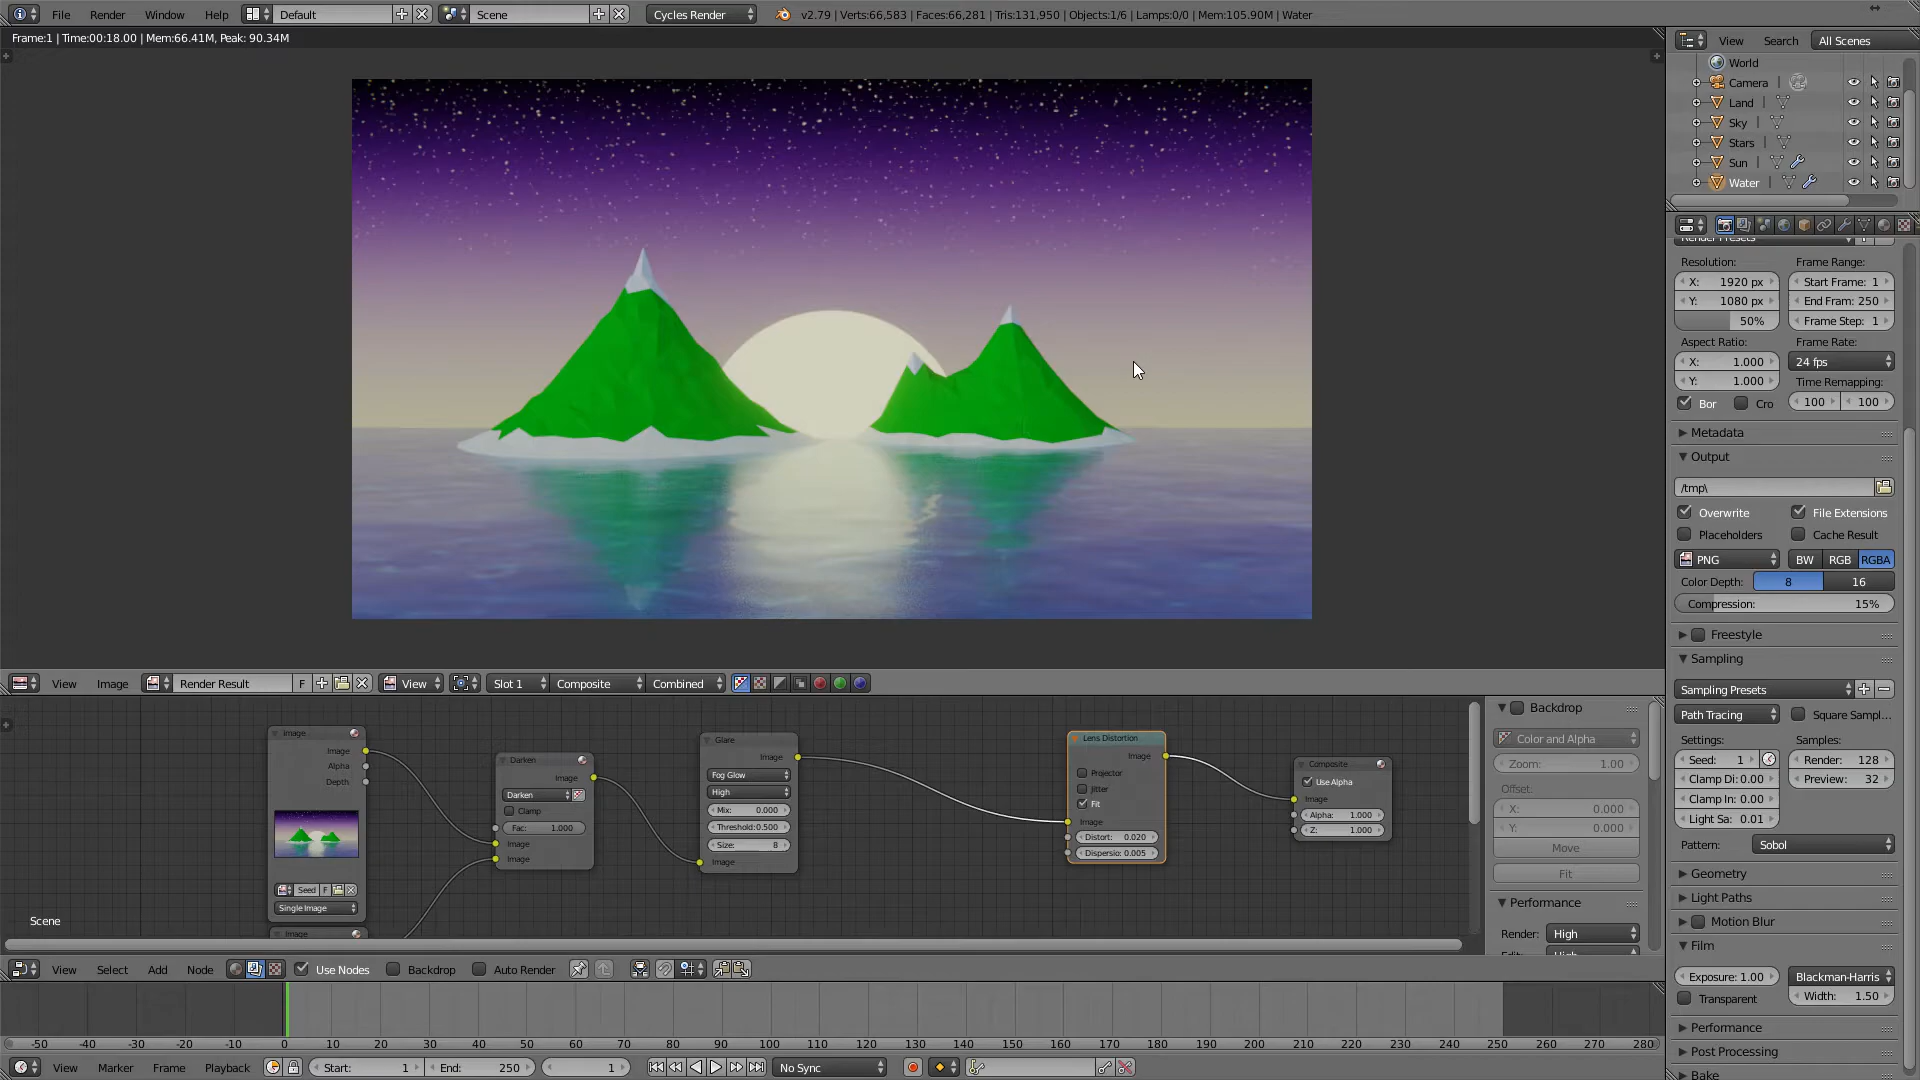 File Render Window Help Default Scene Cycles Render v2.79 | Verts:66,583 | Faces:66,281 | Tris:131,950 | Objects:1/6 | Lamps:0/0 | Mem:105.90M | Water
Frame:1 | Time:00:18.00 | Mem:66.41M, Peak: 90.34M
View Search All Scenes
World
Camera
Land
Sky
Stars
Sun
Water
Render Presets
Resolution: Frame Range:
X: 1920 px Start Frame: 1
Y: 1080 px End Fram: 250
50% Frame Step: 1
Aspect Ratio: Frame Rate:
X: 1.000 24 fps
Y: 1.000 Time Remapping:
Bor Cro 100 100
Metadata
Output
/tmp\
Overwrite File Extensions
Placeholders Cache Result
PNG BW RGB RGBA
Color Depth: 8 16
Compression: 15%
Freestyle
Sampling
Sampling Presets
Path Tracing Square Sampl...
Settings: Samples:
Seed: 1 Render: 128
Clamp Di: 0.00 Preview: 32
Clamp In: 0.00
Light Sa: 0.01
Pattern: Sobol
Geometry
Light Paths
Motion Blur
Film
Exposure: 1.00 Blackman-Harris
Transparent Width: 1.50
Performance
Post Processing
Bake
View Image Render Result F View Slot 1 Composite Combined
Image
Image
Alpha
Depth
Seed F
Single Image
Image
Darken
Image
Darken
Clamp
Fac: 1.000
Image
Image
Glare
Image
Fog Glow
High
Mix: 0.000
Threshold:0.500
Size: 8
Image
Lens Distortion
Image
Projector
Jitter
Fit
Image
Distort: 0.020
Dispersio: 0.005
Composite
Use Alpha
Image
Alpha: 1.000
Z: 1.000
Scene
Backdrop
Color and Alpha
Zoom: 1.00
Offset:
X: 0.000
Y: 0.000
Move
Fit
Performance
Render: High
View Select Add Node Use Nodes Backdrop Auto Render
-50 -40 -30 -20 -10 0 10 20 30 40 50 60 70 80 90 100 110 120 130 140 150 160 170 180 190 200 210 220 230 240 250 260 270 280
View Marker Frame Playback Start: 1 End: 250 1 No Sync